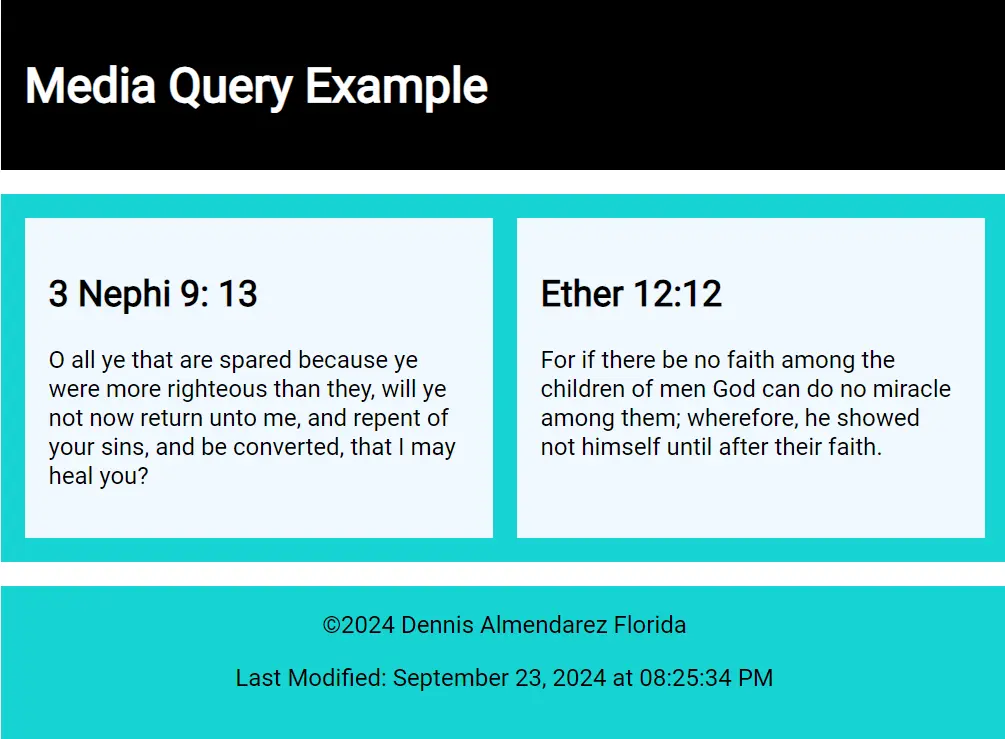 Media Query Example
3 Nephi 9: 13
O all ye that are spared because ye
were more righteous than they, will ye
not now return unto me, and repent of
your sins, and be converted, that I may
heal you?
Ether 12:12
For if there be no faith among the
children of men God can do no miracle
among them; wherefore, he showed
not himself until after their faith.
©2024 Dennis Almendarez Florida
Last Modified: September 23, 2024 at 08:25:34 PM